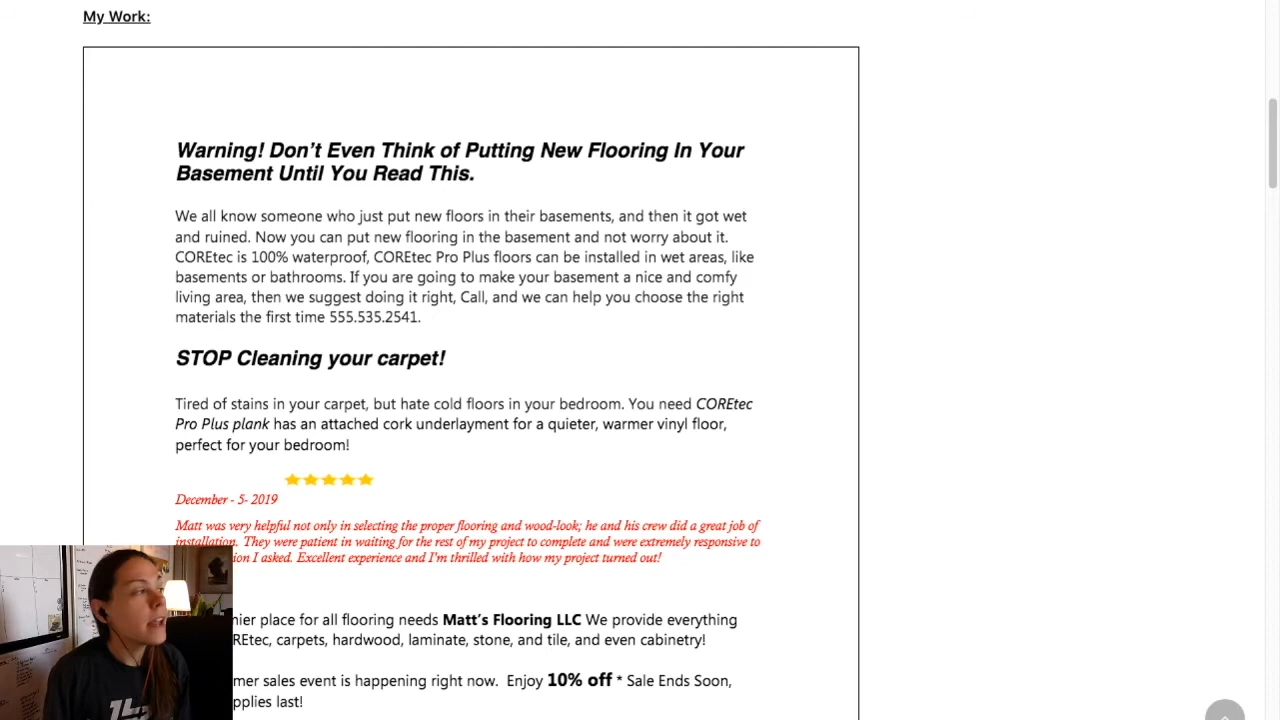 My Work:
Warning! Don't Even Think of Putting New Flooring In Your
Basement Until You Read This.
We all know someone who just put new floors in their basements, and then it got wet
and ruined. Now you can put new flooring in the basement and not worry about it.
COREtec is 100% waterproof, COREtec Pro Plus floors can be installed in wet areas, like
basements or bathrooms. If you are going to make your basement a nice and comfy
living area, then we suggest doing it right, Call, and we can help you choose the right
materials the first time 555.535.2541.
STOP Cleaning your carpet!
Tired of stains in your carpet, but hate cold floors in your bedroom. You need COREtec
Pro Plus plank has an attached cork underlayment for a quieter, warmer vinyl floor,
perfect for your bedroom!
December - 5- 2019
Matt was very helpful not only in selecting the proper flooring and wood-look; he and his crew did a great job of
installation. They were patient in waiting for the rest of my project to complete and were extremely responsive to
I asked. Excellent experience and I'm thrilled with how my project turned out!
place for all flooring needs Matt's Flooring LLC We provide everything
carpets, hardwood, laminate, stone, and tile, and even cabinetry!
sales event is happening right now. Enjoy 10% off * Sale Ends Soon,
last!